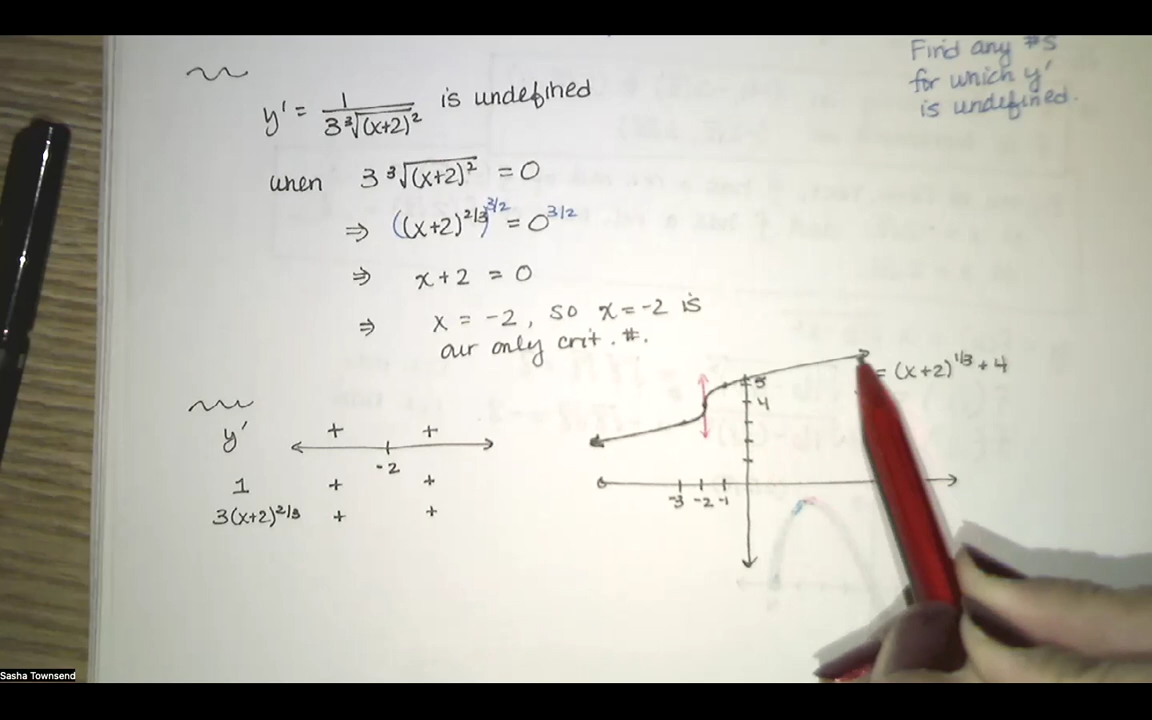 Find any #s
for which y'
is undefined.
y' = 1/(3∛(x+2)²) is undefined
when 3 ∛(x+2)² = 0
⇒ ((x+2)^2/3)^3/2 = 0^3/2
⇒ x + 2 = 0
⇒ x = -2, so x = -2 is
our only crit. #.
y' + +
-2
1 + +
3(x+2)^2/3 + +
= (x+2)^1/3 + 4
5
4
-3 -2 -1
Sasha Townsend